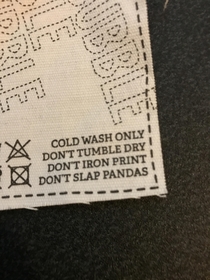 COLD WASH ONLY
DON'T TUMBLE DRY
DON'T IRON PRINT
DON'T SLAP PANDAS